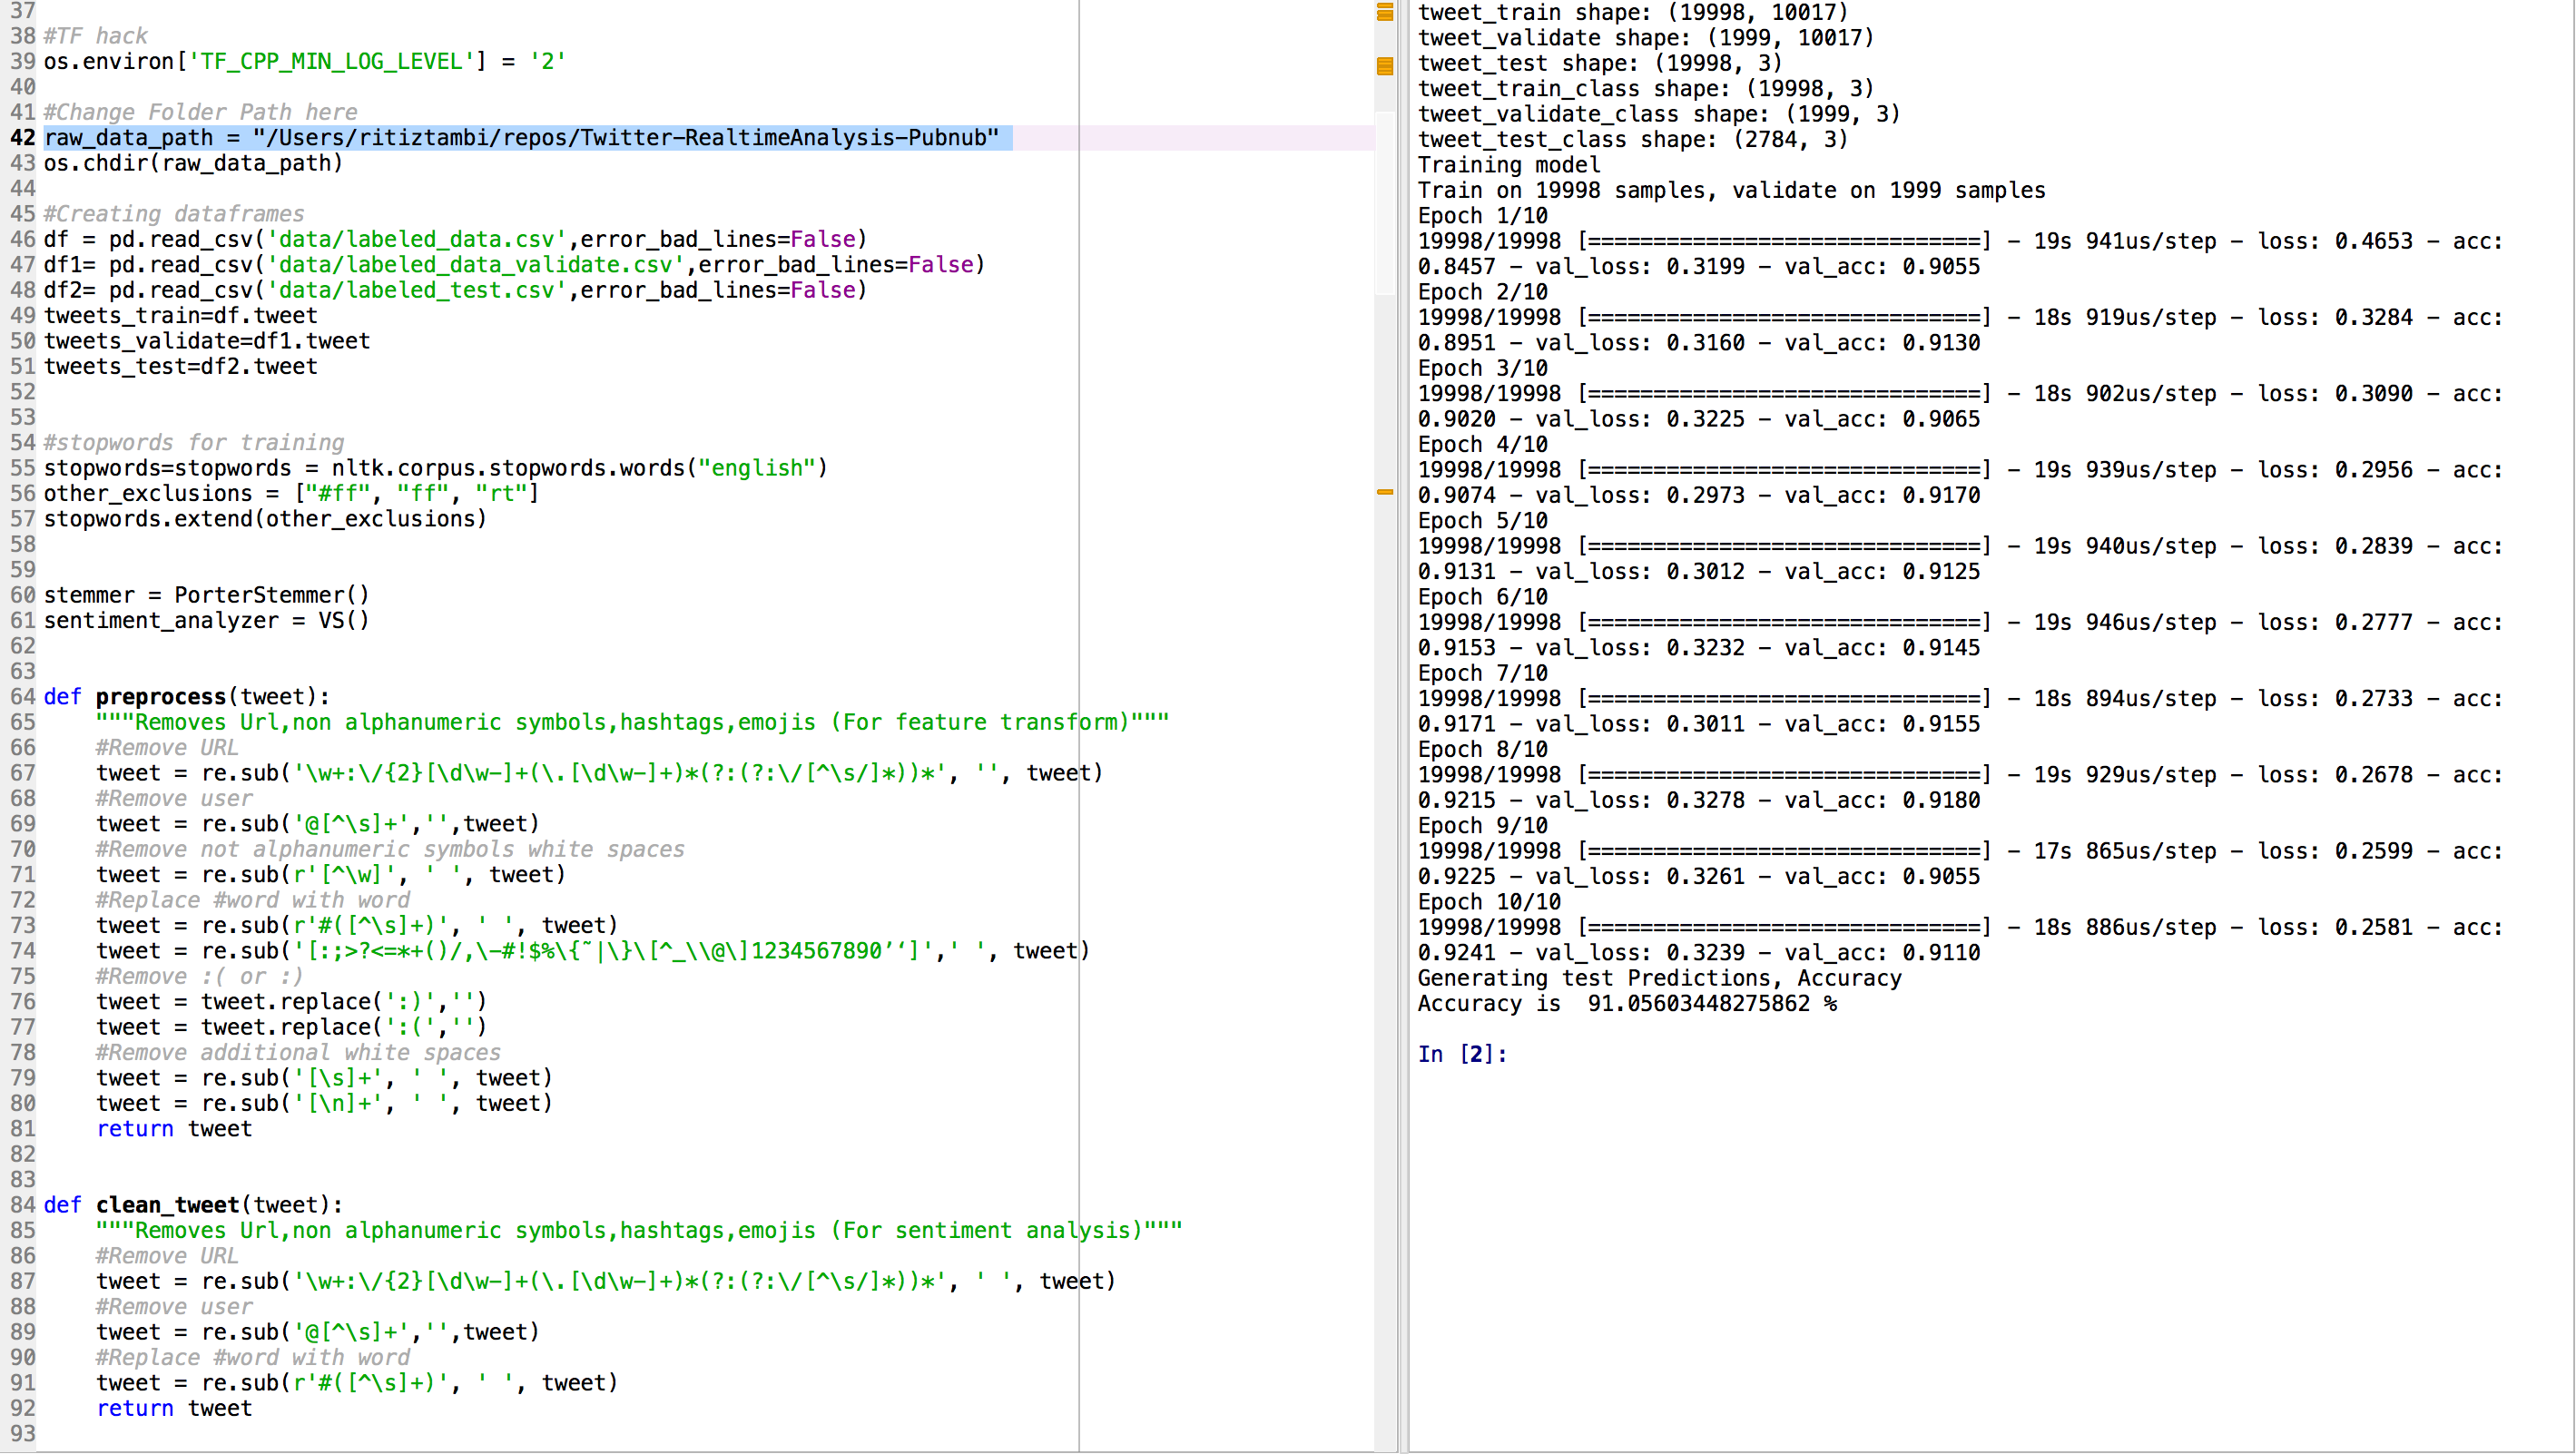 37
38 #TF hack
39 os.environ['TF_CPP_MIN_LOG_LEVEL'] = '2'
40
41 #Change Folder Path here
42 raw_data_path = "/Users/ritiztambi/repos/Twitter-RealtimeAnalysis-Pubnub"
43 os.chdir(raw_data_path)
44
45 #Creating dataframes
46 df = pd.read_csv('data/labeled_data.csv',error_bad_lines=False)
47 df1= pd.read_csv('data/labeled_data_validate.csv',error_bad_lines=False)
48 df2= pd.read_csv('data/labeled_test.csv',error_bad_lines=False)
49 tweets_train=df.tweet
50 tweets_validate=df1.tweet
51 tweets_test=df2.tweet
52
53
54 #stopwords for training
55 stopwords=stopwords = nltk.corpus.stopwords.words("english")
56 other_exclusions = ["#ff", "ff", "rt"]
57 stopwords.extend(other_exclusions)
58
59
60 stemmer = PorterStemmer()
61 sentiment_analyzer = VS()
62
63
64 def preprocess(tweet):
65     """Removes Url,non alphanumeric symbols,hashtags,emojis (For feature transform)"""
66     #Remove URL
67     tweet = re.sub('\w+:\/{2}[\d\w-]+(\.[\d\w-]+)*(?:(?:\/[^\s/]*))*', '', tweet)
68     #Remove user
69     tweet = re.sub('@[^\s]+','',tweet)
70     #Remove not alphanumeric symbols white spaces
71     tweet = re.sub(r'[^\w]', ' ', tweet)
72     #Replace #word with word
73     tweet = re.sub(r'#([^\s]+)', ' ', tweet)
74     tweet = re.sub('[:;>?<=*+()/,\-#!$%\{˜|\}\[^_\\@\]1234567890’‘]',' ', tweet)
75     #Remove :( or :)
76     tweet = tweet.replace(':)','')
77     tweet = tweet.replace(':(','')
78     #Remove additional white spaces
79     tweet = re.sub('[\s]+', ' ', tweet)
80     tweet = re.sub('[\n]+', ' ', tweet)
81     return tweet
82
83
84 def clean_tweet(tweet):
85     """Removes Url,non alphanumeric symbols,hashtags,emojis (For sentiment analysis)"""
86     #Remove URL
87     tweet = re.sub('\w+:\/{2}[\d\w-]+(\.[\d\w-]+)*(?:(?:\/[^\s/]*))*', ' ', tweet)
88     #Remove user
89     tweet = re.sub('@[^\s]+','',tweet)
90     #Replace #word with word
91     tweet = re.sub(r'#([^\s]+)', ' ', tweet)
92     return tweet
93
tweet_train shape: (19998, 10017)
tweet_validate shape: (1999, 10017)
tweet_test shape: (19998, 3)
tweet_train_class shape: (19998, 3)
tweet_validate_class shape: (1999, 3)
tweet_test_class shape: (2784, 3)
Training model
Train on 19998 samples, validate on 1999 samples
Epoch 1/10
19998/19998 [==============================] - 19s 941us/step - loss: 0.4653 - acc:
0.8457 - val_loss: 0.3199 - val_acc: 0.9055
Epoch 2/10
19998/19998 [==============================] - 18s 919us/step - loss: 0.3284 - acc:
0.8951 - val_loss: 0.3160 - val_acc: 0.9130
Epoch 3/10
19998/19998 [==============================] - 18s 902us/step - loss: 0.3090 - acc:
0.9020 - val_loss: 0.3225 - val_acc: 0.9065
Epoch 4/10
19998/19998 [==============================] - 19s 939us/step - loss: 0.2956 - acc:
0.9074 - val_loss: 0.2973 - val_acc: 0.9170
Epoch 5/10
19998/19998 [==============================] - 19s 940us/step - loss: 0.2839 - acc:
0.9131 - val_loss: 0.3012 - val_acc: 0.9125
Epoch 6/10
19998/19998 [==============================] - 19s 946us/step - loss: 0.2777 - acc:
0.9153 - val_loss: 0.3232 - val_acc: 0.9145
Epoch 7/10
19998/19998 [==============================] - 18s 894us/step - loss: 0.2733 - acc:
0.9171 - val_loss: 0.3011 - val_acc: 0.9155
Epoch 8/10
19998/19998 [==============================] - 19s 929us/step - loss: 0.2678 - acc:
0.9215 - val_loss: 0.3278 - val_acc: 0.9180
Epoch 9/10
19998/19998 [==============================] - 17s 865us/step - loss: 0.2599 - acc:
0.9225 - val_loss: 0.3261 - val_acc: 0.9055
Epoch 10/10
19998/19998 [==============================] - 18s 886us/step - loss: 0.2581 - acc:
0.9241 - val_loss: 0.3239 - val_acc: 0.9110
Generating test Predictions, Accuracy
Accuracy is  91.05603448275862 %
In [2]: